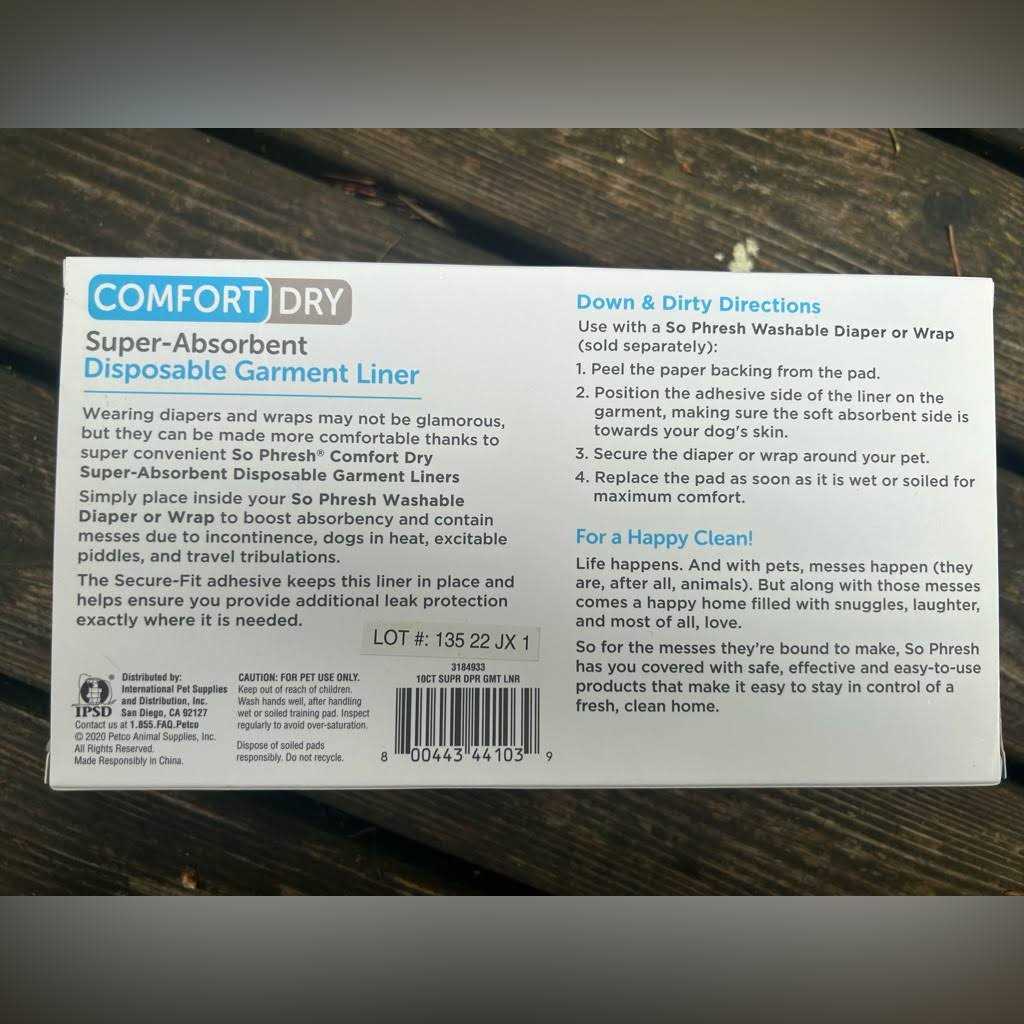 COMFORT DRY
Super-Absorbent
Disposable Garment Liner
Wearing diapers and wraps may not be glamorous,
but they can be made more comfortable thanks to
super convenient So Phresh® Comfort Dry
Super-Absorbent Disposable Garment Liners
Simply place inside your So Phresh Washable
Diaper or Wrap to boost absorbency and contain
messes due to incontinence, dogs in heat, excitable
piddles, and travel tribulations.
The Secure-Fit adhesive keeps this liner in place and
helps ensure you provide additional leak protection
exactly where it is needed.
LOT #: 135 22 JX 1
IPSD
Distributed by:
International Pet Supplies
and Distribution, Inc.
San Diego, CA 92127
Contact us at 1.855.FAQ.Petco
© 2020 Petco Animal Supplies, Inc.
All Rights Reserved.
Made Responsibly in China.
CAUTION: FOR PET USE ONLY.
Keep out of reach of children.
Wash hands well, after handling
wet or soiled training pad. Inspect
regularly to avoid over-saturation.
Dispose of soiled pads
responsibly. Do not recycle.
3184933
10CT SUPR DPR GMT LNR
8 00443 44103 9
Down & Dirty Directions
Use with a So Phresh Washable Diaper or Wrap
(sold separately):
1. Peel the paper backing from the pad.
2. Position the adhesive side of the liner on the
garment, making sure the soft absorbent side is
towards your dog's skin.
3. Secure the diaper or wrap around your pet.
4. Replace the pad as soon as it is wet or soiled for
maximum comfort.
For a Happy Clean!
Life happens. And with pets, messes happen (they
are, after all, animals). But along with those messes
comes a happy home filled with snuggles, laughter,
and most of all, love.
So for the messes they're bound to make, So Phresh
has you covered with safe, effective and easy-to-use
products that make it easy to stay in control of a
fresh, clean home.